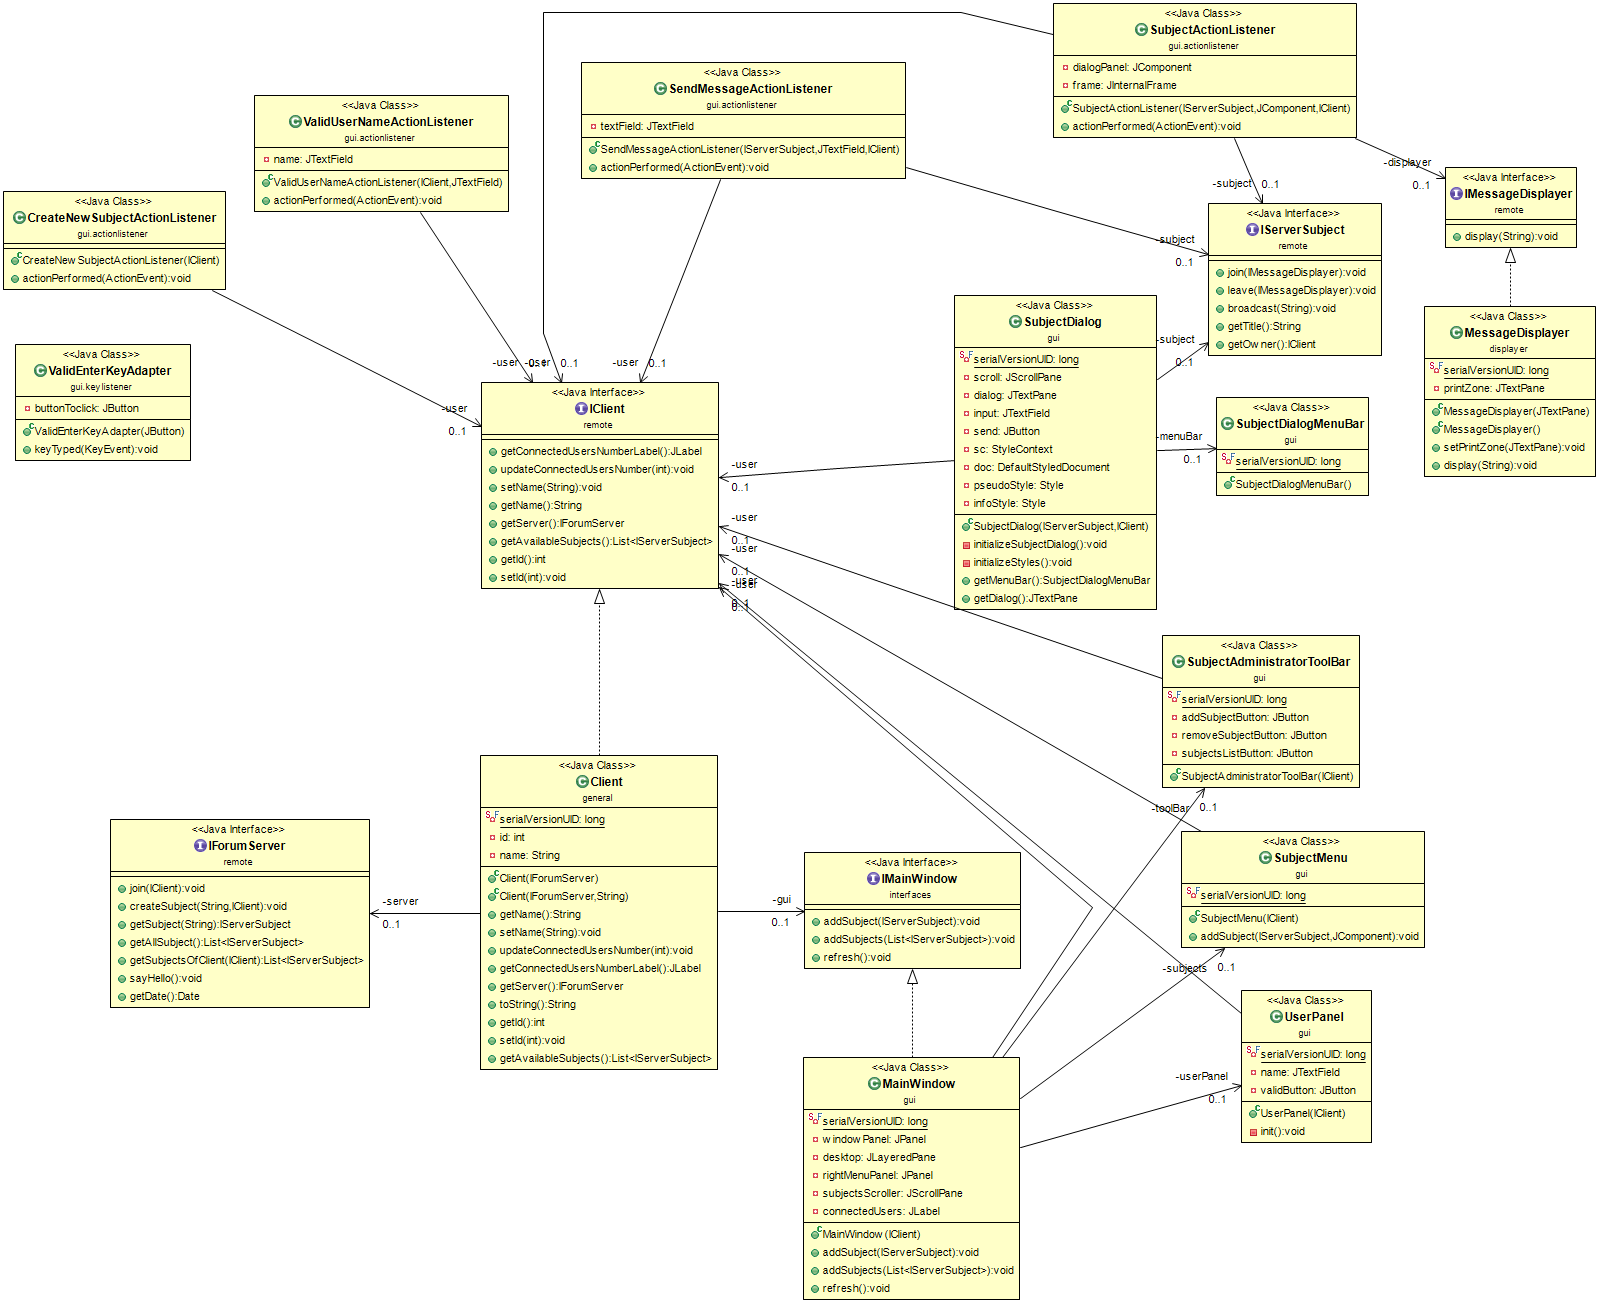 <<Java Class>>
SubjectActionListener
gui.actionlistener
dialogPanel: JComponent
frame: JInternalFrame
SubjectActionListener(IServerSubject,JComponent,IClient)
actionPerformed(ActionEvent):void
<<Java Class>>
SendMessageActionListener
gui.actionlistener
textField: JTextField
SendMessageActionListener(IServerSubject,JTextField,IClient)
actionPerformed(ActionEvent):void
<<Java Class>>
ValidUserNameActionListener
gui.actionlistener
name: JTextField
ValidUserNameActionListener(IClient,JTextField)
actionPerformed(ActionEvent):void
<<Java Class>>
CreateNewSubjectActionListener
gui.actionlistener
CreateNewSubjectActionListener(IClient)
actionPerformed(ActionEvent):void
<<Java Class>>
ValidEnterKeyAdapter
gui.keylistener
buttonToclick: JButton
ValidEnterKeyAdapter(JButton)
keyTyped(KeyEvent):void
-displayer
0..1
-subject
0..1
-subject
0..1
<<Java Interface>>
IMessageDisplayer
remote
display(String):void
<<Java Interface>>
IServerSubject
remote
join(IMessageDisplayer):void
leave(IMessageDisplayer):void
broadcast(String):void
getTitle():String
getOwner():IClient
<<Java Class>>
MessageDisplayer
displayer
serialVersionUID: long
printZone: JTextPane
MessageDisplayer(JTextPane)
MessageDisplayer()
setPrintZone(JTextPane):void
display(String):void
<<Java Class>>
SubjectDialog
gui
serialVersionUID: long
scroll: JScrollPane
dialog: JTextPane
input: JTextField
send: JButton
sc: StyleContext
doc: DefaultStyledDocument
pseudoStyle: Style
infoStyle: Style
SubjectDialog(IServerSubject,IClient)
initializeSubjectDialog():void
initializeStyles():void
getMenuBar():SubjectDialogMenuBar
getDialog():JTextPane
-subject
0..1
-menuBar
0..1
<<Java Class>>
SubjectDialogMenuBar
gui
serialVersionUID: long
SubjectDialogMenuBar()
-user
0..1
-user
0..1
-user
0..1
-user
0..1
<<Java Interface>>
IClient
remote
getConnectedUsersNumberLabel():JLabel
updateConnectedUsersNumber(int):void
setName(String):void
getName():String
getServer():IForumServer
getAvailableSubjects():List<IServerSubject>
getId():int
setId(int):void
-user
0..1
-user
0..1
-user
0..1
-user
0..1
-user
0..1
<<Java Class>>
SubjectAdministratorToolBar
gui
serialVersionUID: long
addSubjectButton: JButton
removeSubjectButton: JButton
subjectsListButton: JButton
SubjectAdministratorToolBar(IClient)
<<Java Class>>
Client
general
serialVersionUID: long
id: int
name: String
Client(IForumServer)
Client(IForumServer,String)
getName():String
setName(String):void
updateConnectedUsersNumber(int):void
getConnectedUsersNumberLabel():JLabel
getServer():IForumServer
toString():String
getId():int
setId(int):void
getAvailableSubjects():List<IServerSubject>
<<Java Interface>>
IForumServer
remote
join(IClient):void
createSubject(String,IClient):void
getSubject(String):IServerSubject
getAllSubject():List<IServerSubject>
getSubjectsOfClient(IClient):List<IServerSubject>
sayHello():void
getDate():Date
-server
0..1
-gui
0..1
<<Java Interface>>
IMainWindow
interfaces
addSubject(IServerSubject):void
addSubjects(List<IServerSubject>):void
refresh():void
-toolBar
0..1
<<Java Class>>
SubjectMenu
gui
serialVersionUID: long
SubjectMenu(IClient)
addSubject(IServerSubject,JComponent):void
-subjects
0..1
<<Java Class>>
UserPanel
gui
serialVersionUID: long
name: JTextField
validButton: JButton
UserPanel(IClient)
init():void
-userPanel
0..1
<<Java Class>>
MainWindow
gui
serialVersionUID: long
windowPanel: JPanel
desktop: JLayeredPane
rightMenuPanel: JPanel
subjectsScroller: JScrollPane
connectedUsers: JLabel
MainWindow(IClient)
addSubject(IServerSubject):void
addSubjects(List<IServerSubject>):void
refresh():void